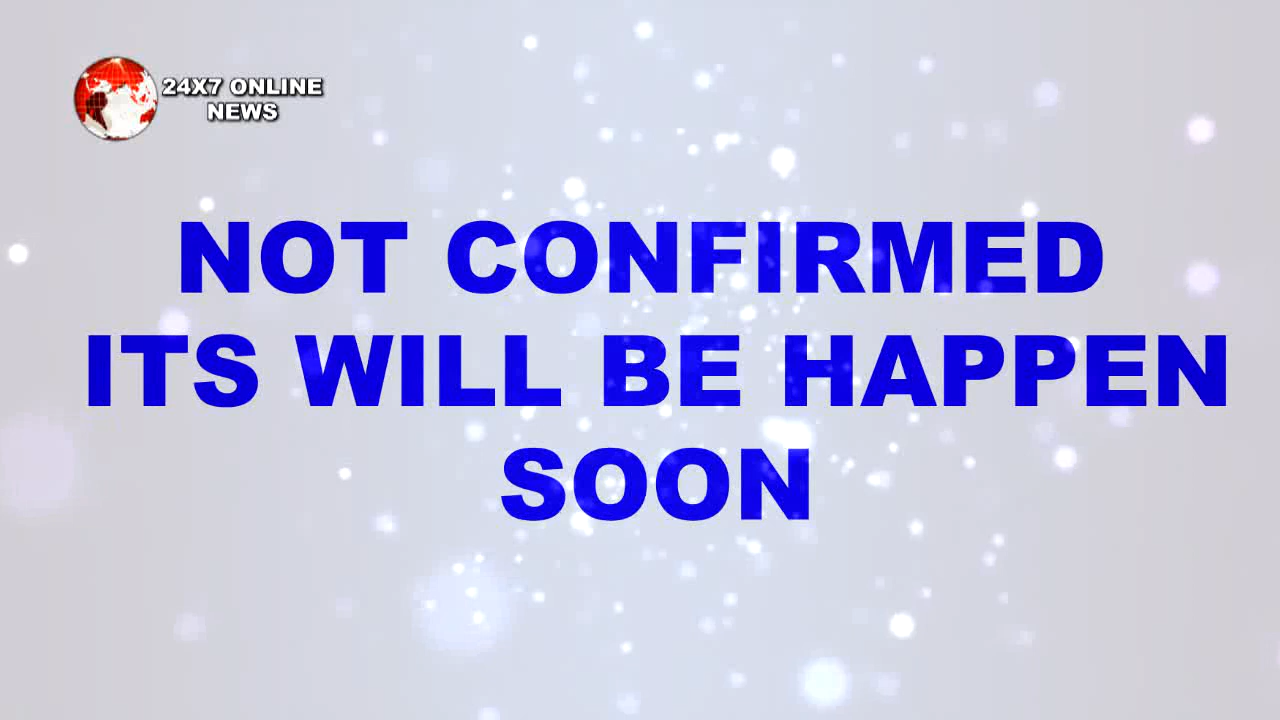 24X7 ONLINE
NEWS
NOT CONFIRMED
ITS WILL BE HAPPEN
SOON